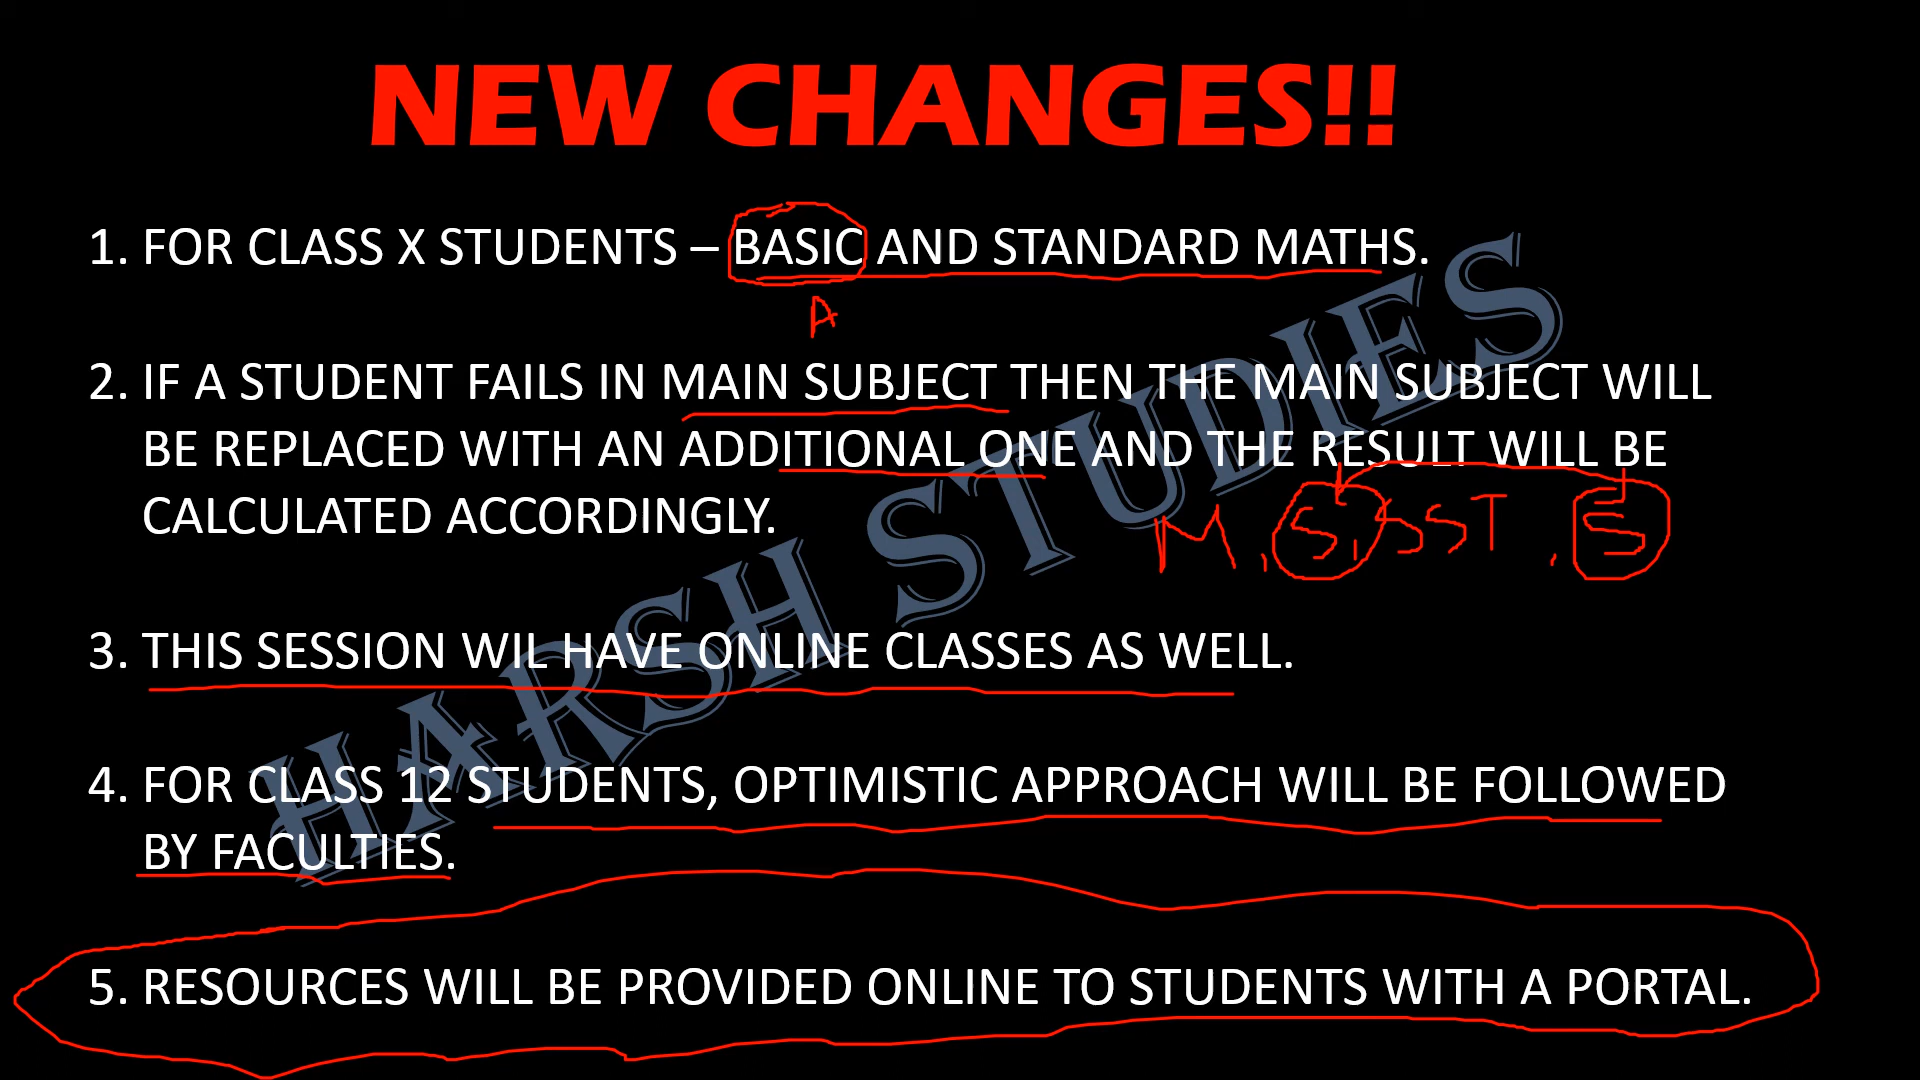 NEW CHANGES!!
1. FOR CLASS X STUDENTS – BASIC AND STANDARD MATHS.
A
2. IF A STUDENT FAILS IN MAIN SUBJECT THEN THE MAIN SUBJECT WILL
BE REPLACED WITH AN ADDITIONAL ONE AND THE RESULT WILL BE
CALCULATED ACCORDINGLY.
M, S, SST, S
3. THIS SESSION WIL HAVE ONLINE CLASSES AS WELL.
4. FOR CLASS 12 STUDENTS, OPTIMISTIC APPROACH WILL BE FOLLOWED
BY FACULTIES.
5. RESOURCES WILL BE PROVIDED ONLINE TO STUDENTS WITH A PORTAL.
HARSH STUDIES